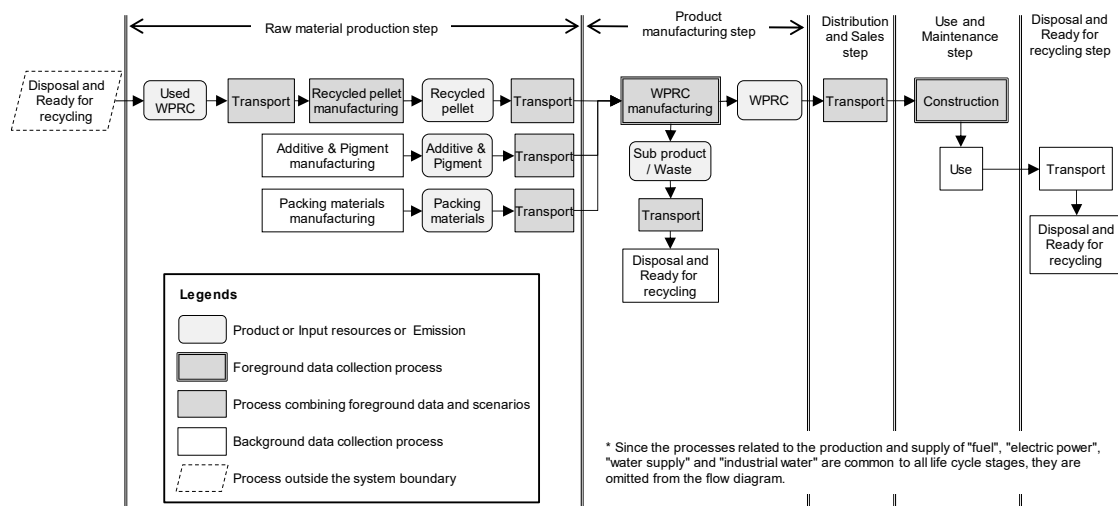 Raw material production step
Product
manufacturing step
Distribution
and Sales
step
Use and
Maintenance
step
Disposal and
Ready for
recycling step
Disposal and
Ready for
recycling
Used
WPRC
Transport
Recycled pellet
manufacturing
Recycled
pellet
Transport
WPRC
manufacturing
WPRC
Transport
Construction
Additive & Pigment
manufacturing
Additive &
Pigment
Transport
Sub product
/ Waste
Use
Transport
Packing materials
manufacturing
Packing
materials
Transport
Transport
Disposal and
Ready for
recycling
Disposal and
Ready for
recycling
Legends
Product or Input resources or Emission
Foreground data collection process
Process combining foreground data and scenarios
Background data collection process
Process outside the system boundary
* Since the processes related to the production and supply of "fuel", "electric power",
"water supply" and "industrial water" are common to all life cycle stages, they are
omitted from the flow diagram.